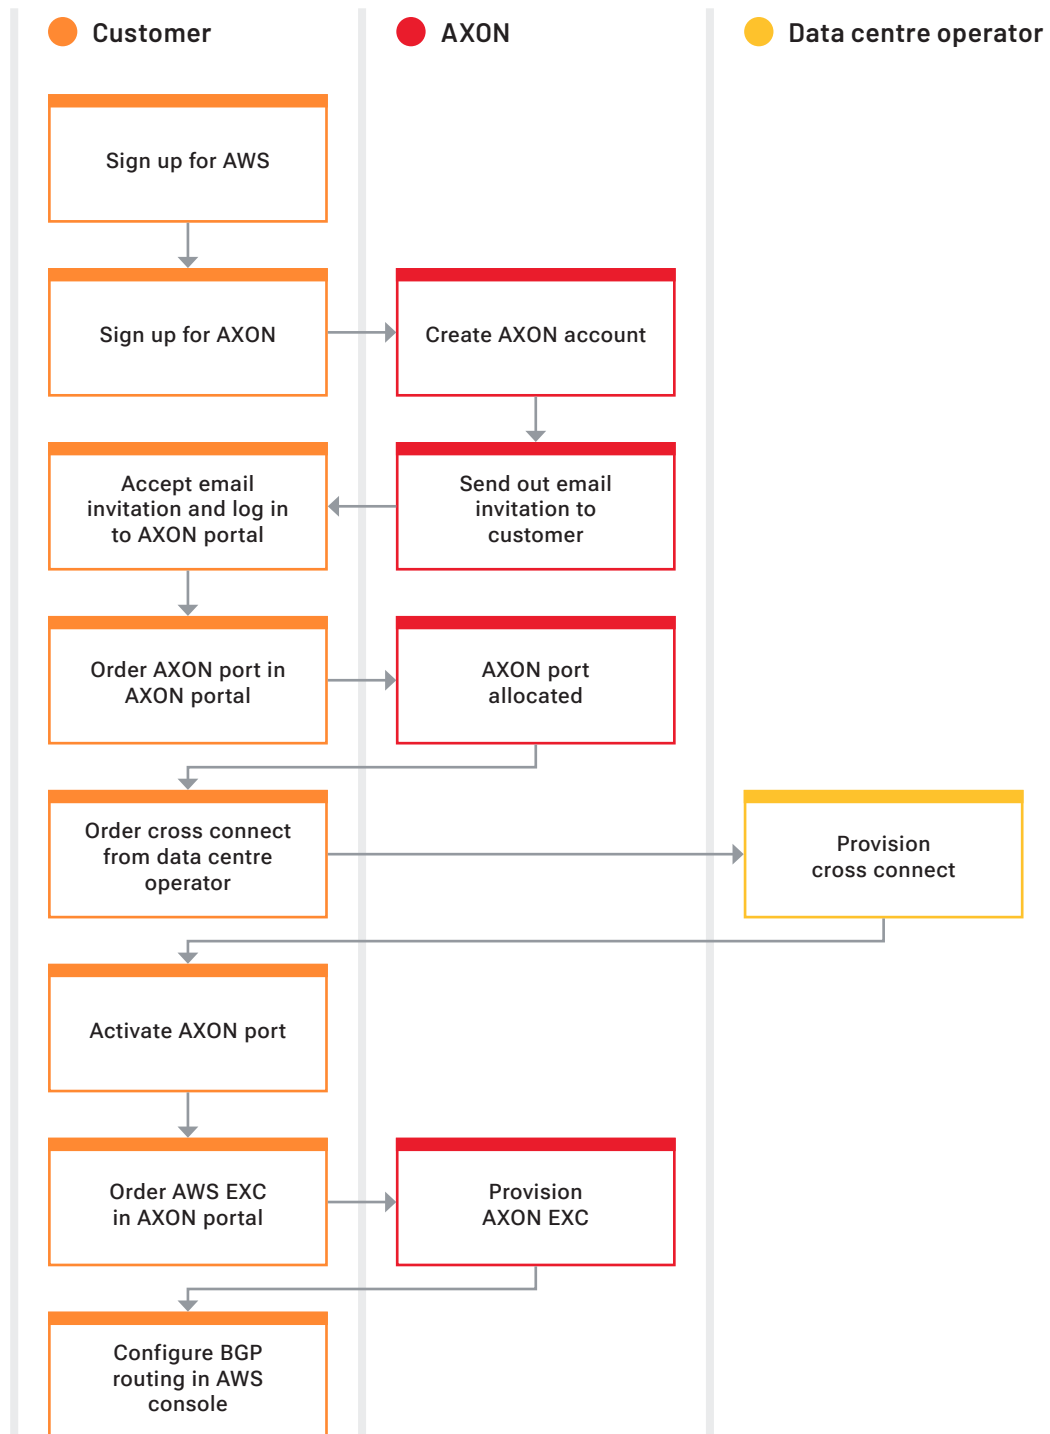 Customer
AXON
Data centre operator
Sign up for AWS
Sign up for AXON
Create AXON account
Accept email
invitation and log in
to AXON portal
Send out email
invitation to
customer
Order AXON port in
AXON portal
AXON port
allocated
Order cross connect
from data centre
operator
Provision
cross connect
Activate AXON port
Order AWS EXC
in AXON portal
Provision
AXON EXC
Configure BGP
routing in AWS
console